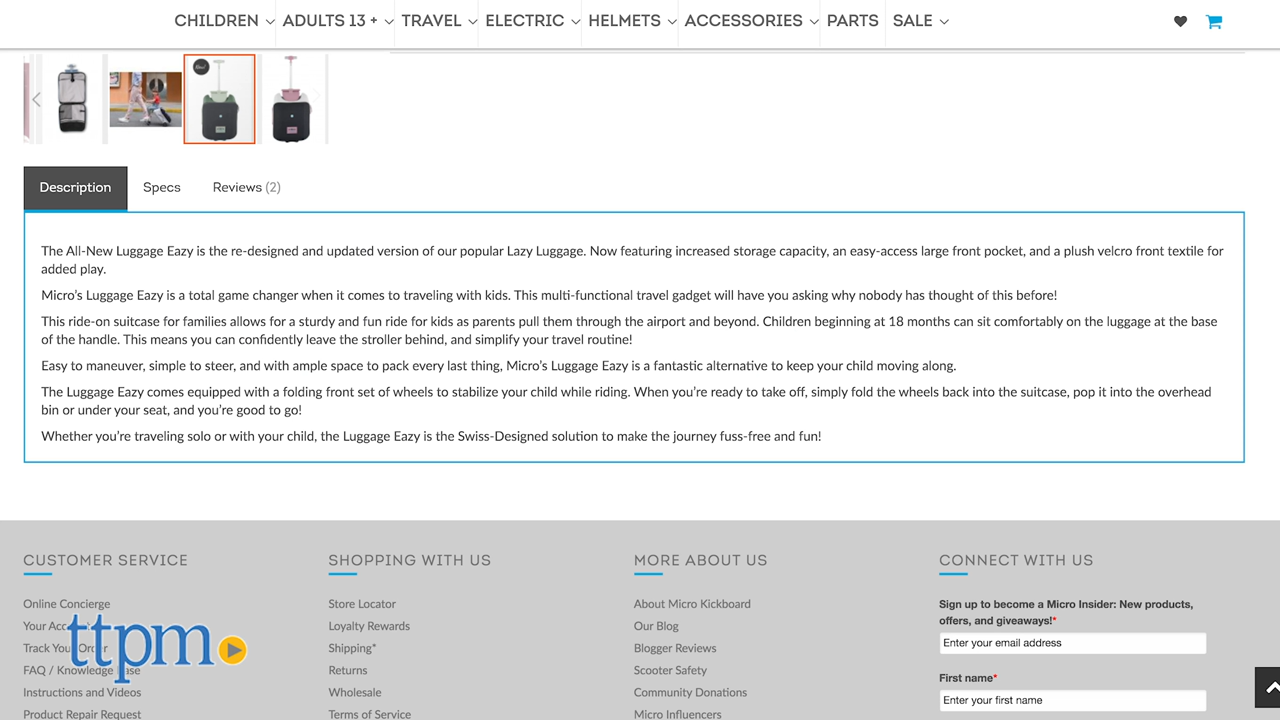 CHILDREN ADULTS 13 + TRAVEL ELECTRIC HELMETS ACCESSORIES PARTS SALE
Description Specs Reviews (2)
The All-New Luggage Eazy is the re-designed and updated version of our popular Lazy Luggage. Now featuring increased storage capacity, an easy-access large front pocket, and a plush velcro front textile for
added play.
Micro's Luggage Eazy is a total game changer when it comes to traveling with kids. This multi-functional travel gadget will have you asking why nobody has thought of this before!
This ride-on suitcase for families allows for a sturdy and fun ride for kids as parents pull them through the airport and beyond. Children beginning at 18 months can sit comfortably on the luggage at the base
of the handle. This means you can confidently leave the stroller behind, and simplify your travel routine!
Easy to maneuver, simple to steer, and with ample space to pack every last thing, Micro's Luggage Eazy is a fantastic alternative to keep your child moving along.
The Luggage Eazy comes equipped with a folding front set of wheels to stabilize your child while riding. When you're ready to take off, simply fold the wheels back into the suitcase, pop it into the overhead
bin or under your seat, and you're good to go!
Whether you're traveling solo or with your child, the Luggage Eazy is the Swiss-Designed solution to make the journey fuss-free and fun!
CUSTOMER SERVICE
Online Concierge
Your
Track Your Order
FAQ / Knowledge
Instructions and Videos
Product Repair Request
ttpm
SHOPPING WITH US
Store Locator
Loyalty Rewards
Shipping*
Returns
Wholesale
Terms of Service
MORE ABOUT US
About Micro Kickboard
Our Blog
Blogger Reviews
Scooter Safety
Community Donations
Micro Influencers
CONNECT WITH US
Sign up to become a Micro Insider: New products,
offers, and giveaways!*
Enter your email address
First name*
Enter your first name